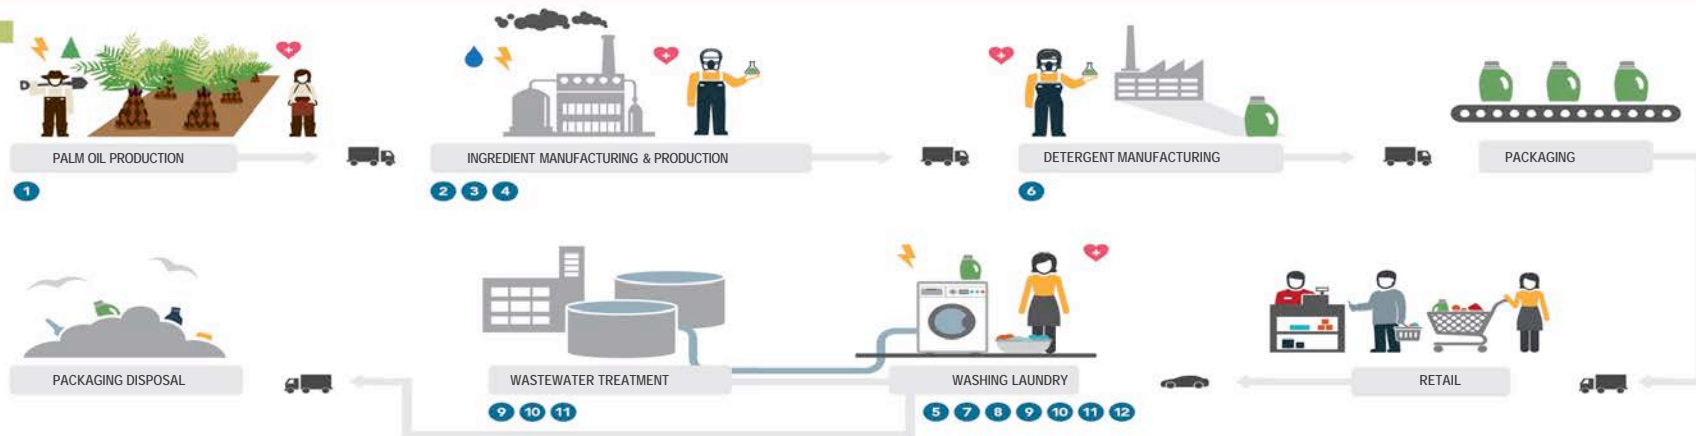 PALM OIL PRODUCTION
INGREDIENT MANUFACTURING & PRODUCTION
DETERGENT MANUFACTURING
PACKAGING
1
2 3 4
6
PACKAGING DISPOSAL
WASTEWATER TREATMENT
WASHING LAUNDRY
RETAIL
9 10 11
5 7 8 9 10 11 12